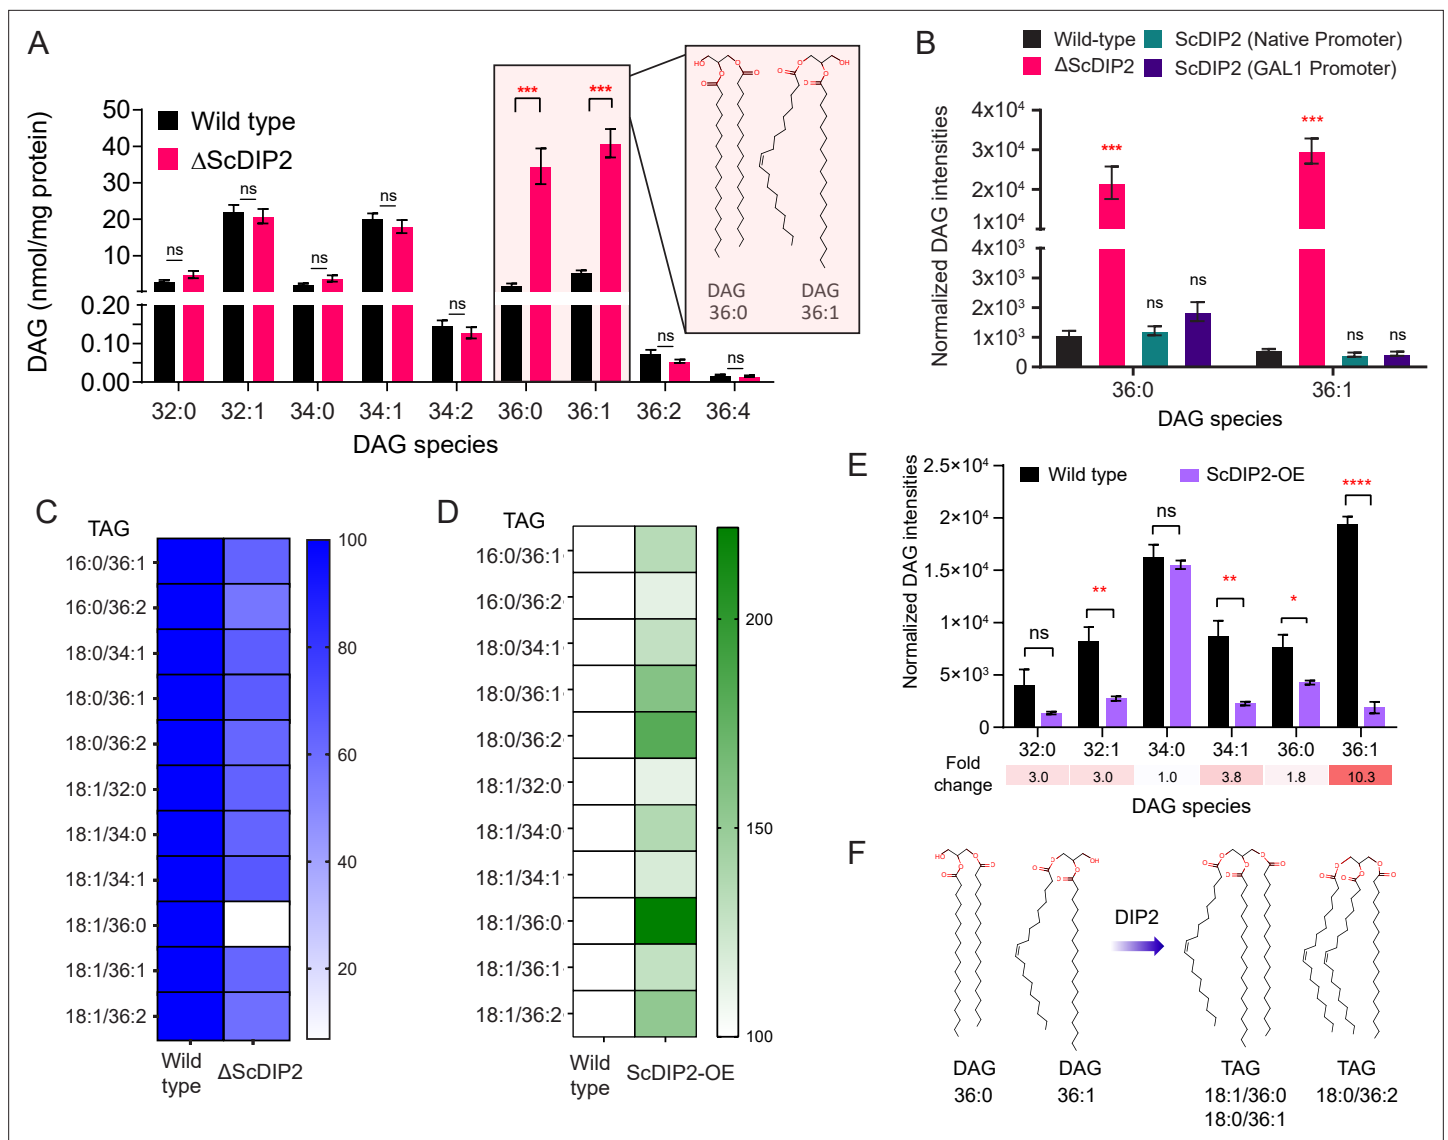 A
DAG (nmol/mg protein)
50
40
30
20
10
0.20
0.10
0.00
Wild type
ΔScDIP2
ns
ns
ns
ns
ns
***
***
ns
ns
32:0 32:1 34:0 34:1 34:2 36:0 36:1 36:2 36:4
DAG species
HO O O O O
O O O OH O
DAG 36:0
DAG 36:1
B
Wild-type
ScDIP2 (Native Promoter)
ΔScDIP2
ScDIP2 (GAL1 Promoter)
Normalized DAG intensities
4x10⁴
3x10⁴
2x10⁴
1x10⁴
4x10³
3x10³
2x10³
1x10³
0
***
ns
ns
***
ns
ns
36:0 36:1
DAG species
C
TAG
16:0/36:1
16:0/36:2
18:0/34:1
18:0/36:1
18:0/36:2
18:1/32:0
18:1/34:0
18:1/34:1
18:1/36:0
18:1/36:1
18:1/36:2
Wild type
ΔScDIP2
100
80
60
40
20
D
TAG
16:0/36:1
16:0/36:2
18:0/34:1
18:0/36:1
18:0/36:2
18:1/32:0
18:1/34:0
18:1/34:1
18:1/36:0
18:1/36:1
18:1/36:2
Wild type
ScDIP2-OE
200
150
100
E
Normalized DAG intensities
2.5×10⁴
2×10⁴
1.5×10⁴
1×10⁴
5×10³
0
Wild type
ScDIP2-OE
ns
**
ns
**
*
****
32:0 32:1 34:0 34:1 36:0 36:1
Fold change
3.0 3.0 1.0 3.8 1.8 10.3
DAG species
F
HO O O O O
O O O OH O
DIP2
O O O O O O
O O O O O O
DAG 36:0
DAG 36:1
TAG 18:1/36:0 18:0/36:1
TAG 18:0/36:2